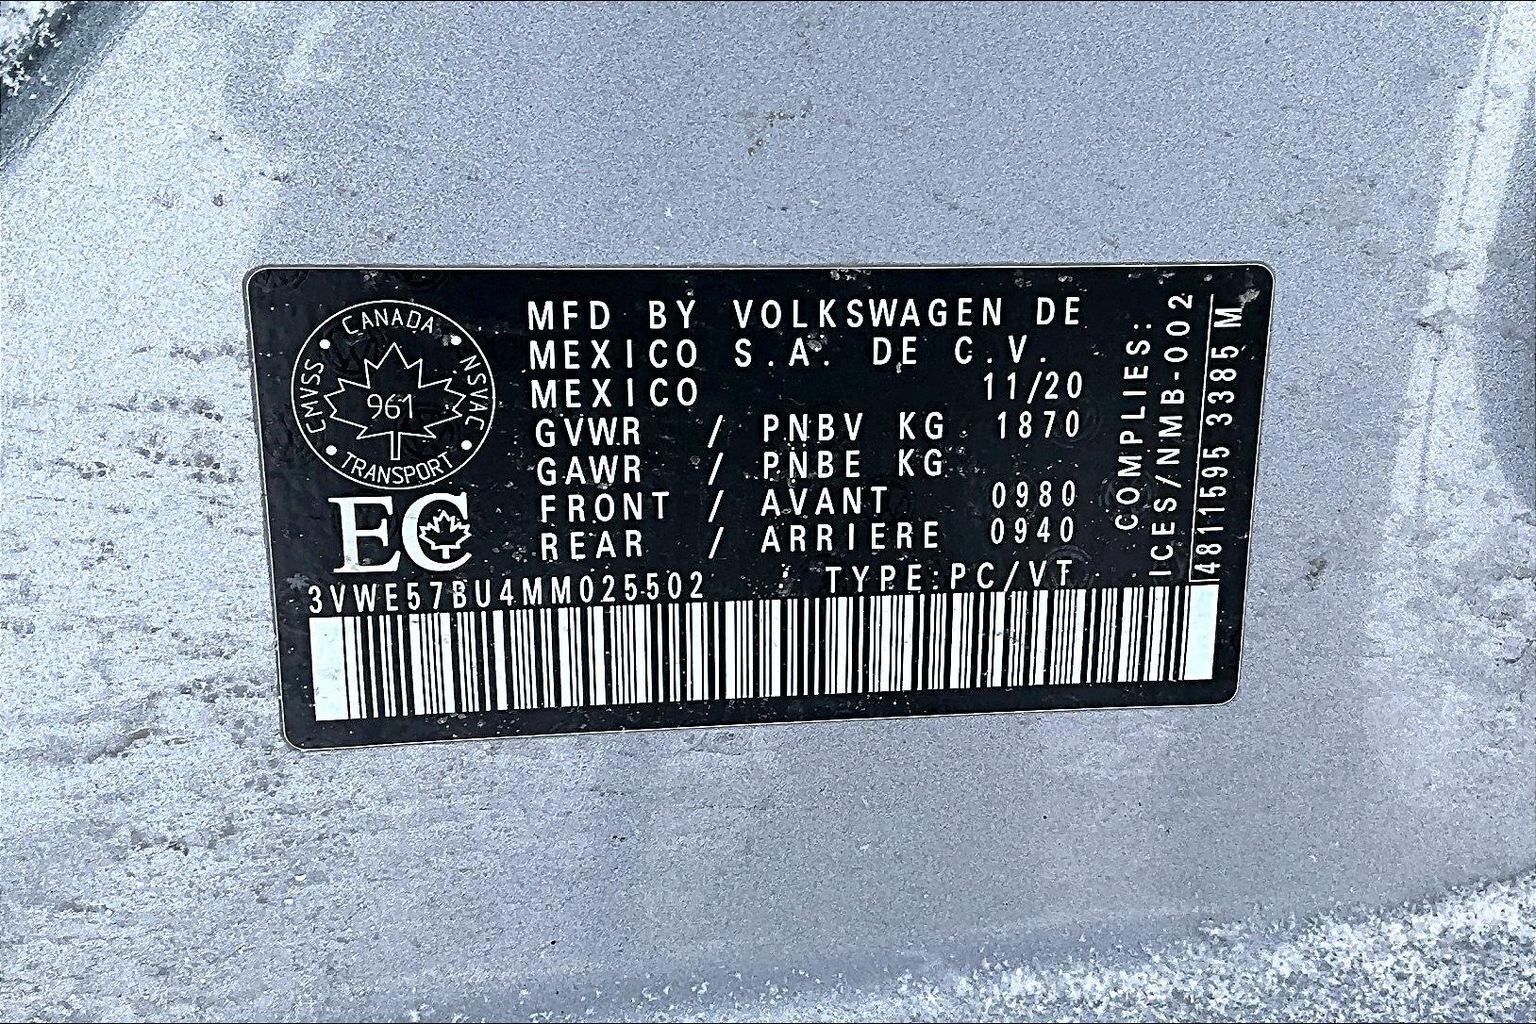 CANADA
CMVSS NSVAC
961
TRANSPORT
EC
MFD BY VOLKSWAGEN DE
MEXICO S.A. DE C.V.
MEXICO 11/20
GVWR / PNBV KG 1870
GAWR / PNBE KG
FRONT / AVANT 0980
REAR / ARRIERE 0940
3VWE57BU4MM025502 TYPE:PC/VT
COMPLIES:
ICES/NMB-002
4811595 3385 M